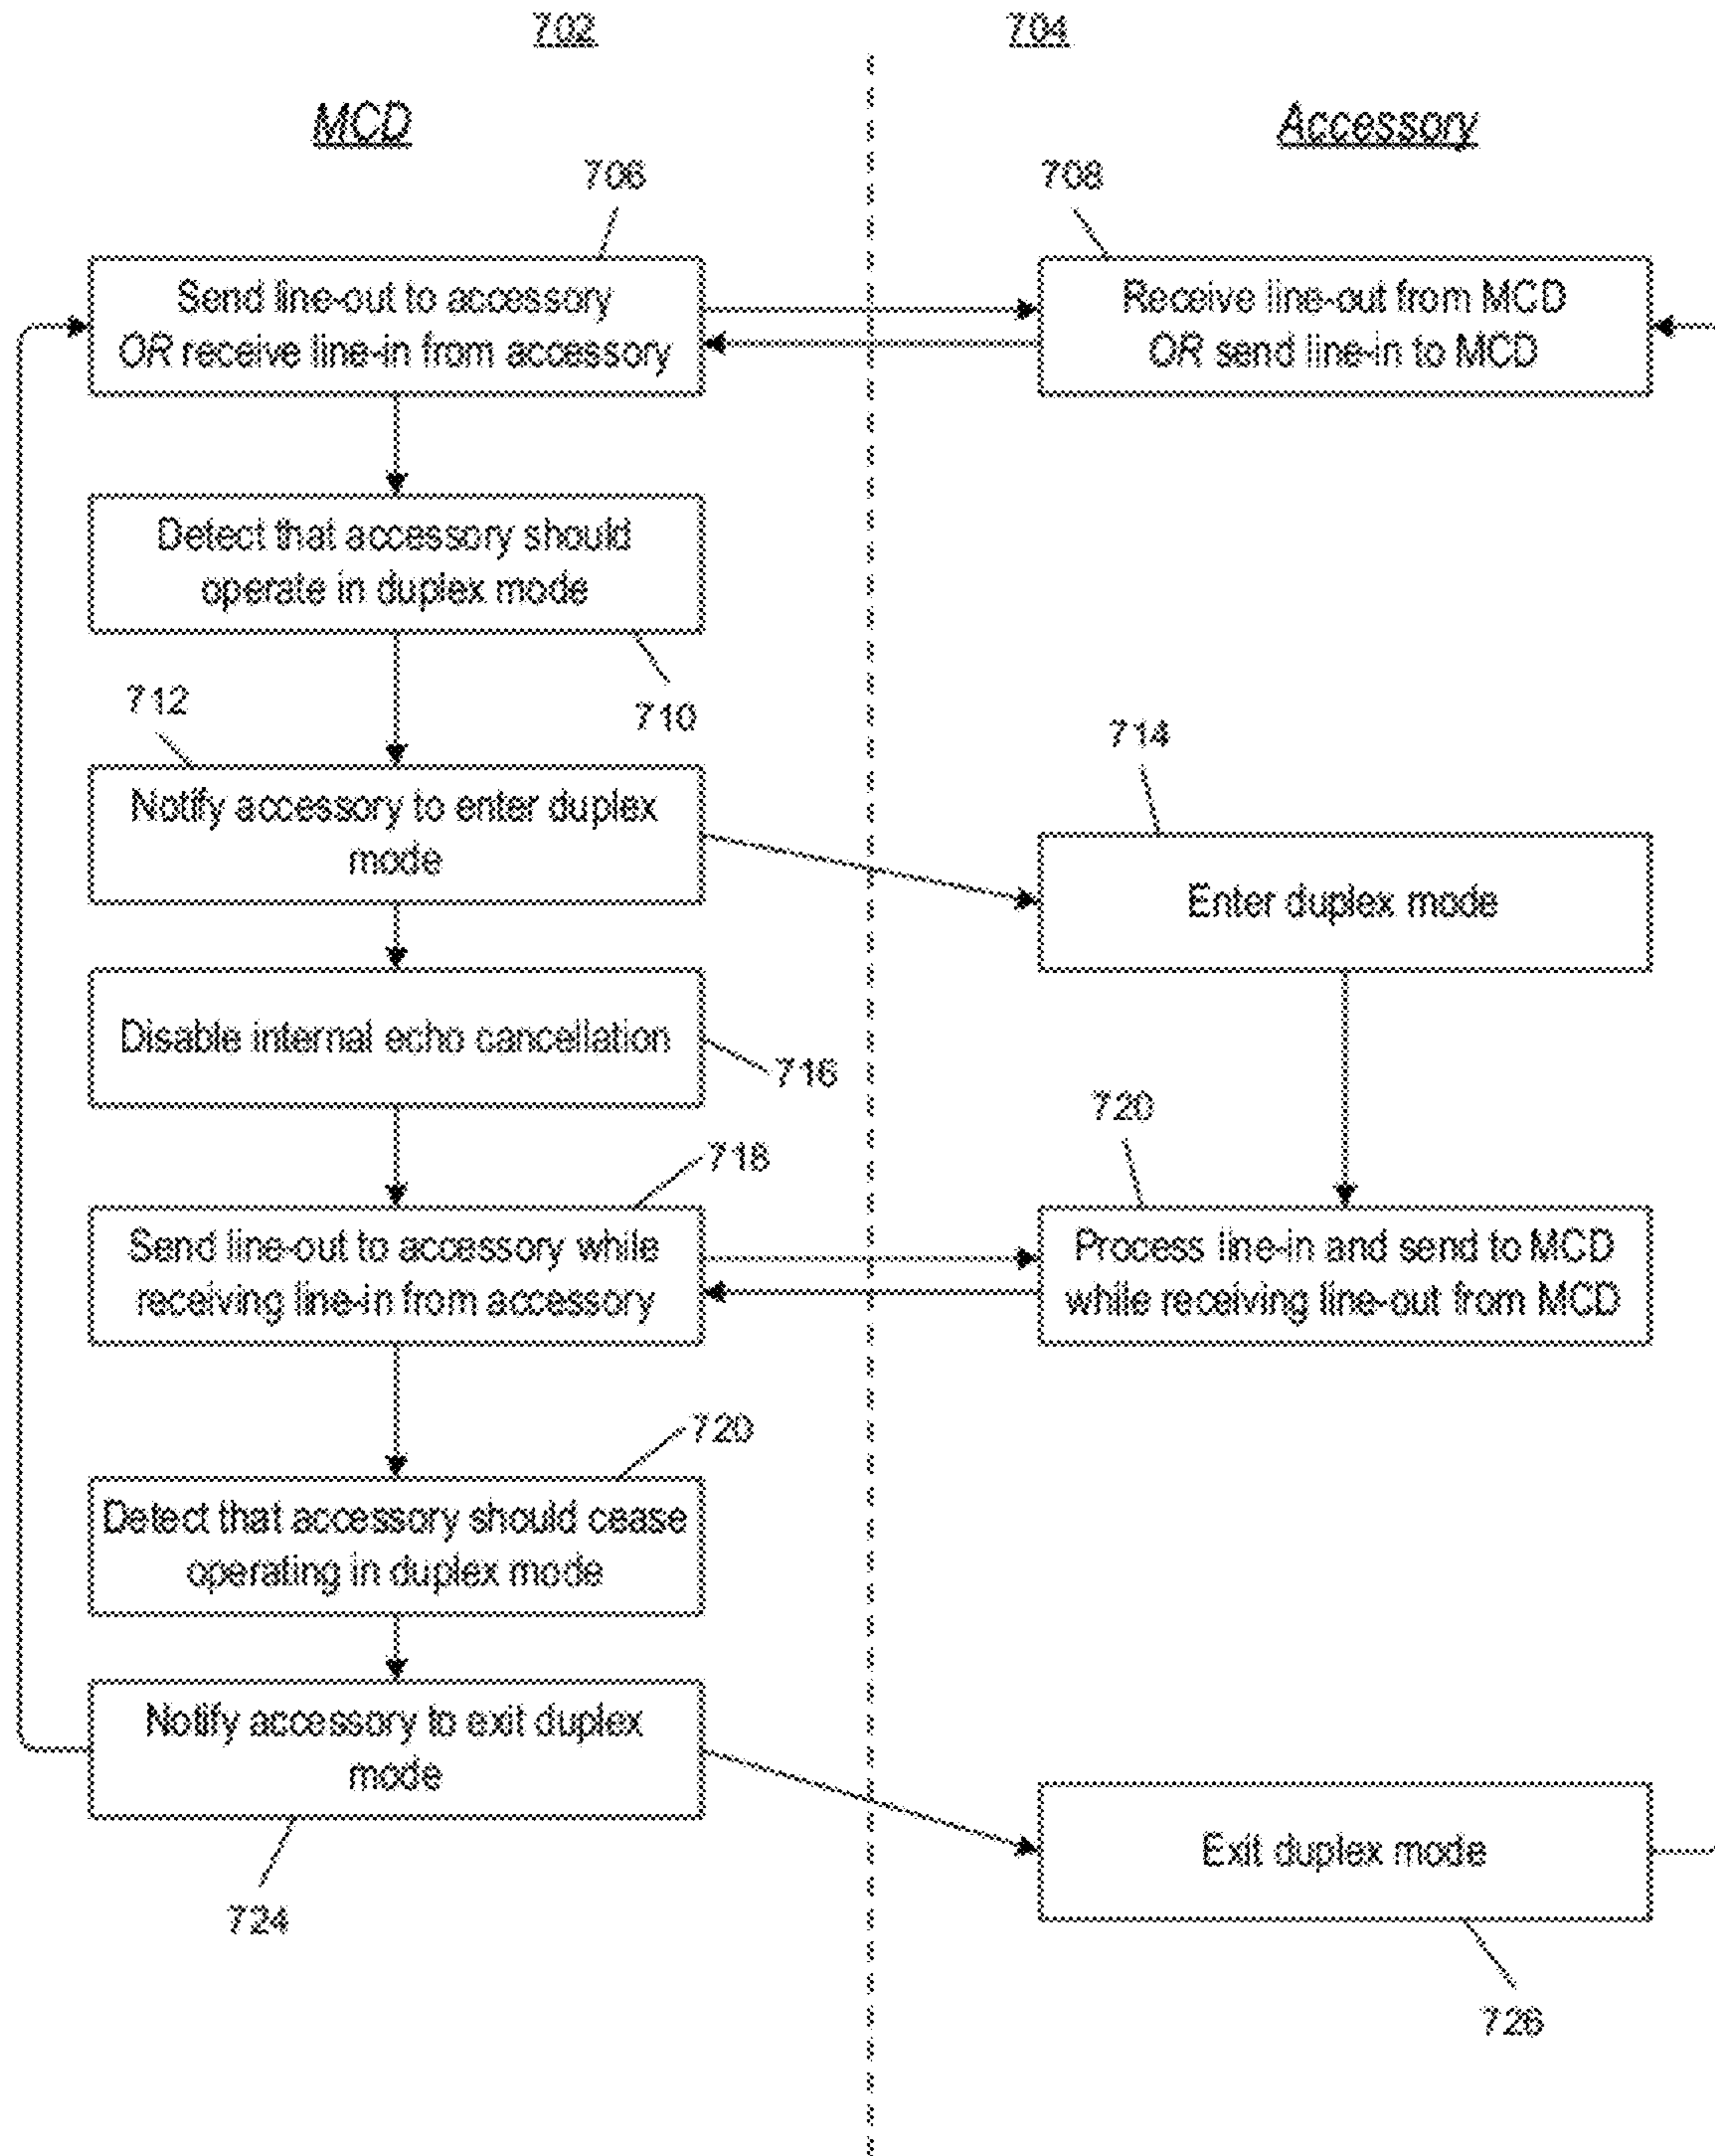 702
704
MCD
Accessory
706
708
Send line-out to accessory
OR receive line-in from accessory
Receive line-out from MCD
OR send line-in to MCD
Detect that accessory should
operate in duplex mode
710
712
Notify accessory to enter duplex
mode
714
Enter duplex mode
Disable internal echo cancellation
716
718
Send line-out to accessory while
receiving line-in from accessory
720
Process line-in and send to MCD
while receiving line-out from MCD
720
Detect that accessory should cease
operating in duplex mode
Notify accessory to exit duplex
mode
724
Exit duplex mode
726